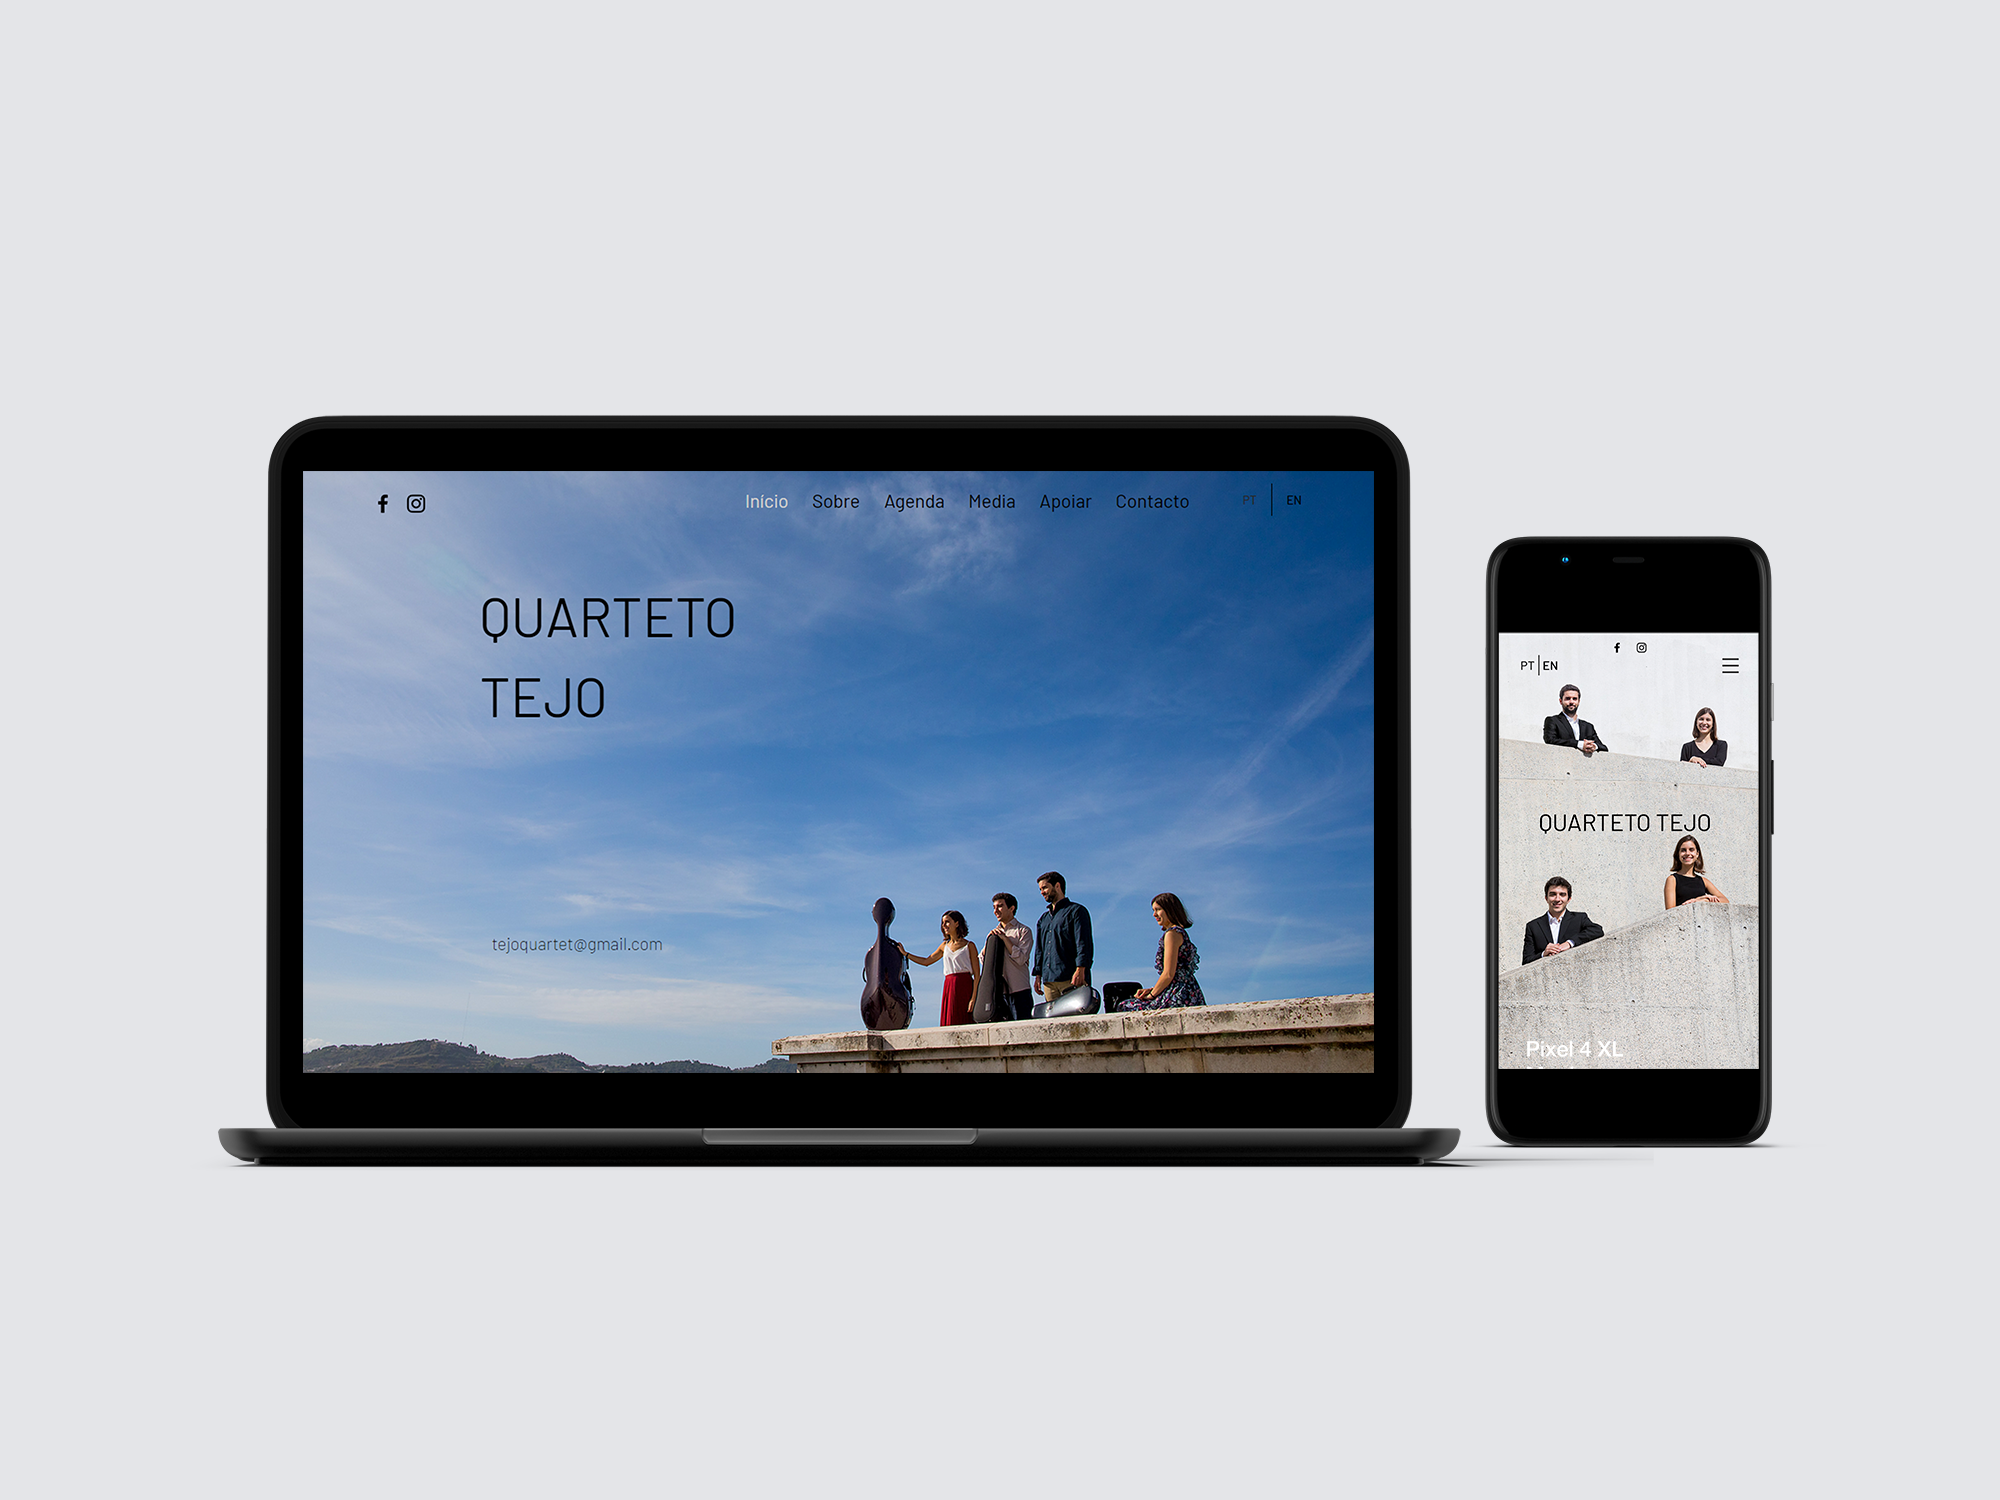 Início Sobre Agenda Media Apoiar Contacto PT EN
QUARTETO
TEJO
tejoquartet@gmail.com
PT EN
QUARTETO TEJO
Pixel 4 XL